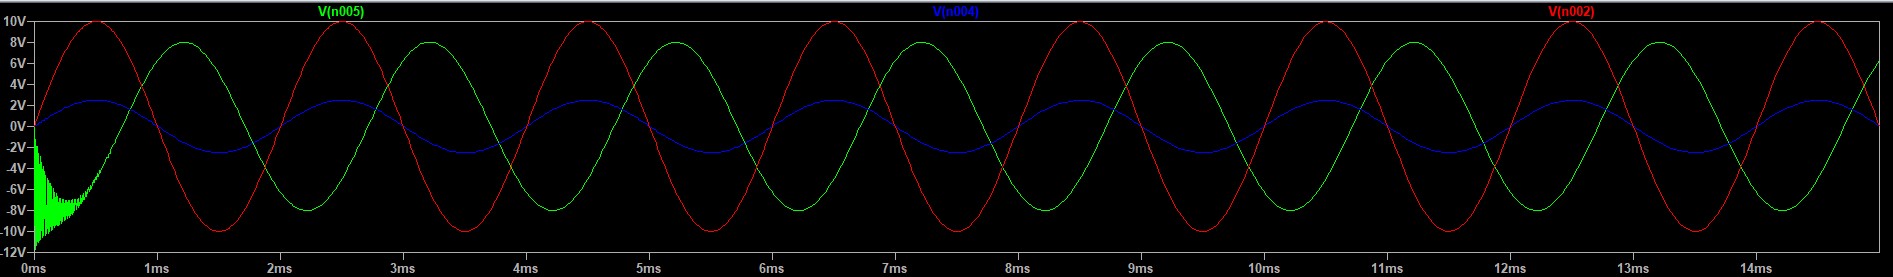 V(n005) V(n004) V(n002)
10V
8V
6V
4V
2V
0V
-2V
-4V
-6V
-8V
-10V
-12V
0ms 1ms 2ms 3ms 4ms 5ms 6ms 7ms 8ms 9ms 10ms 11ms 12ms 13ms 14ms